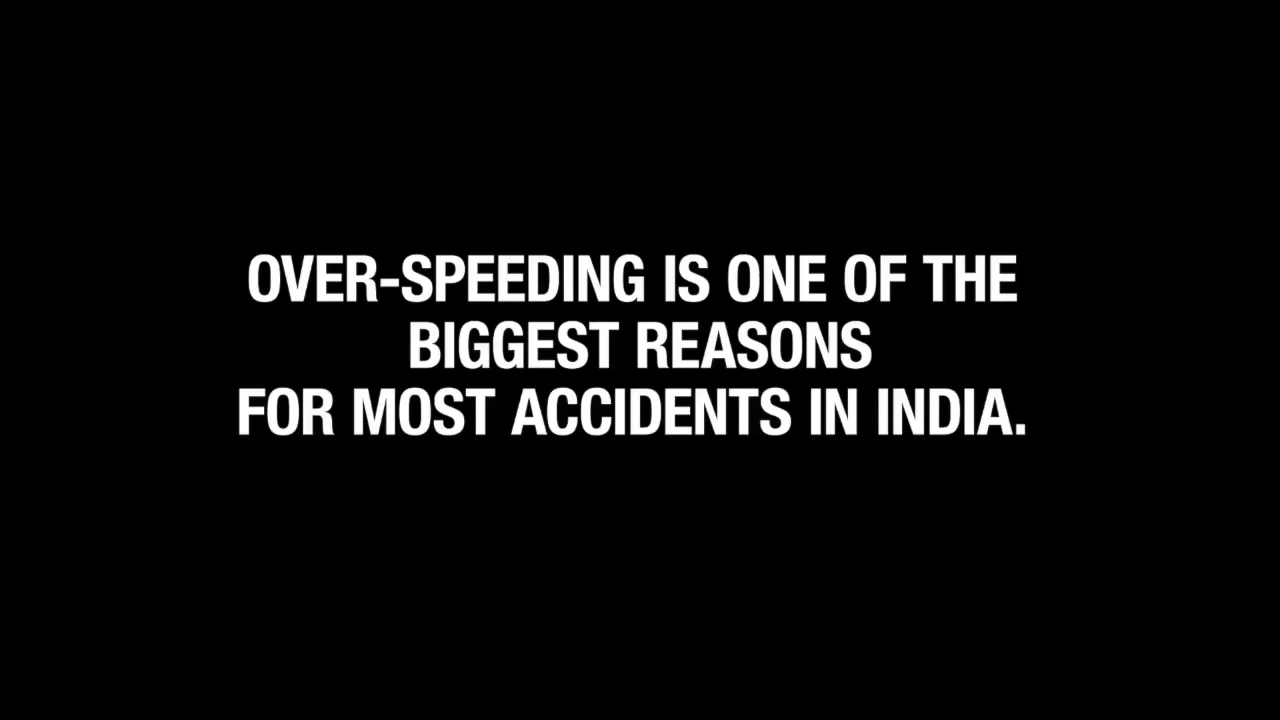 OVER-SPEEDING IS ONE OF THE
BIGGEST REASONS
FOR MOST ACCIDENTS IN INDIA.